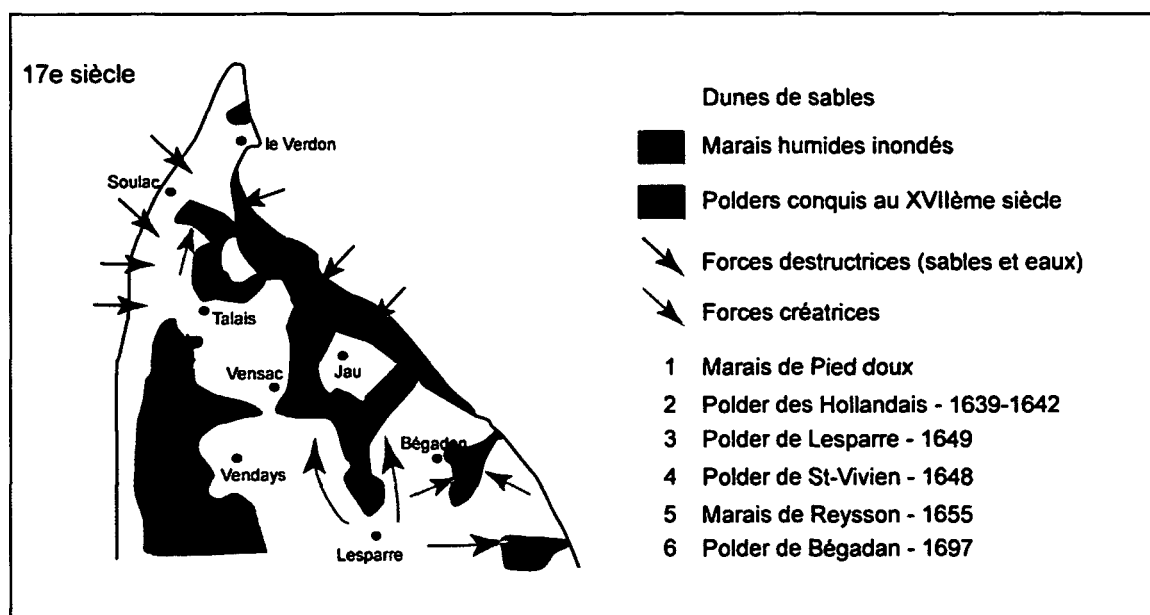 17e siècle
le Verdon
Soulac
Talais
Vensac
Jau
Bégadan
Vendays
Lesparre
Dunes de sables
Marais humides inondés
Polders conquis au XVIIème siècle
Forces destructrices (sables et eaux)
Forces créatrices
1 Marais de Pied doux
2 Polder des Hollandais - 1639-1642
3 Polder de Lesparre - 1649
4 Polder de St-Vivien - 1648
5 Marais de Reysson - 1655
6 Polder de Bégadan - 1697